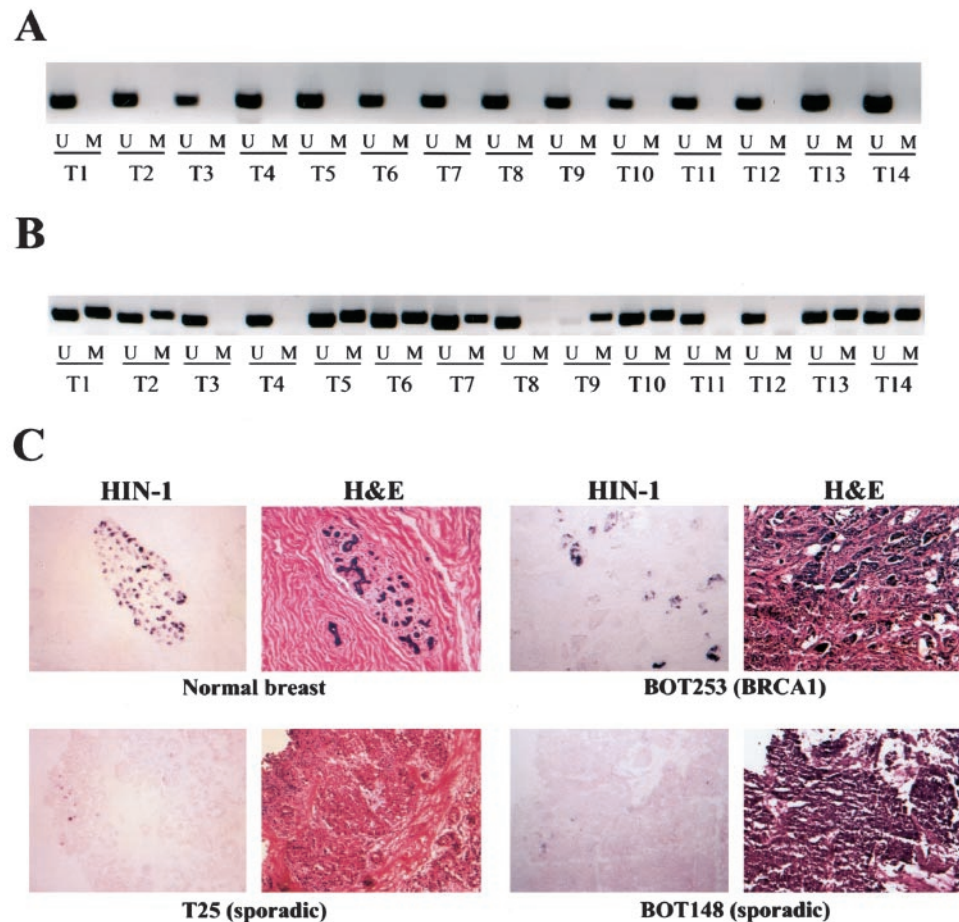 A
U M U M U M U M U M U M U M U M U M U M U M U M U M U M
T1 T2 T3 T4 T5 T6 T7 T8 T9 T10 T11 T12 T13 T14
B
U M U M U M U M U M U M U M U M U M U M U M U M U M U M
T1 T2 T3 T4 T5 T6 T7 T8 T9 T10 T11 T12 T13 T14
C
HIN-1 H&E HIN-1 H&E
Normal breast BOT253 (BRCA1)
T25 (sporadic) BOT148 (sporadic)